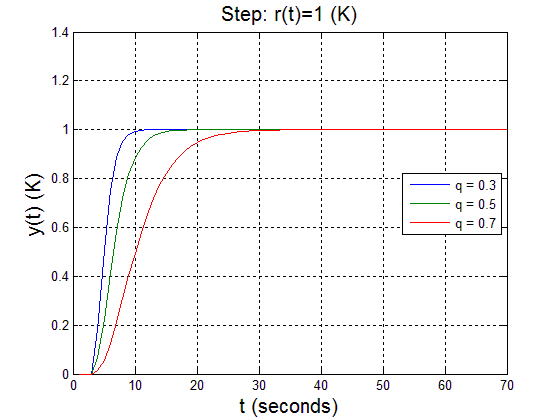 Step: r(t)=1 (K)
1.4
1.2
1
0.8
0.6
0.4
0.2
0
y(t) (K)
q = 0.3
q = 0.5
q = 0.7
0 10 20 30 40 50 60 70
t (seconds)